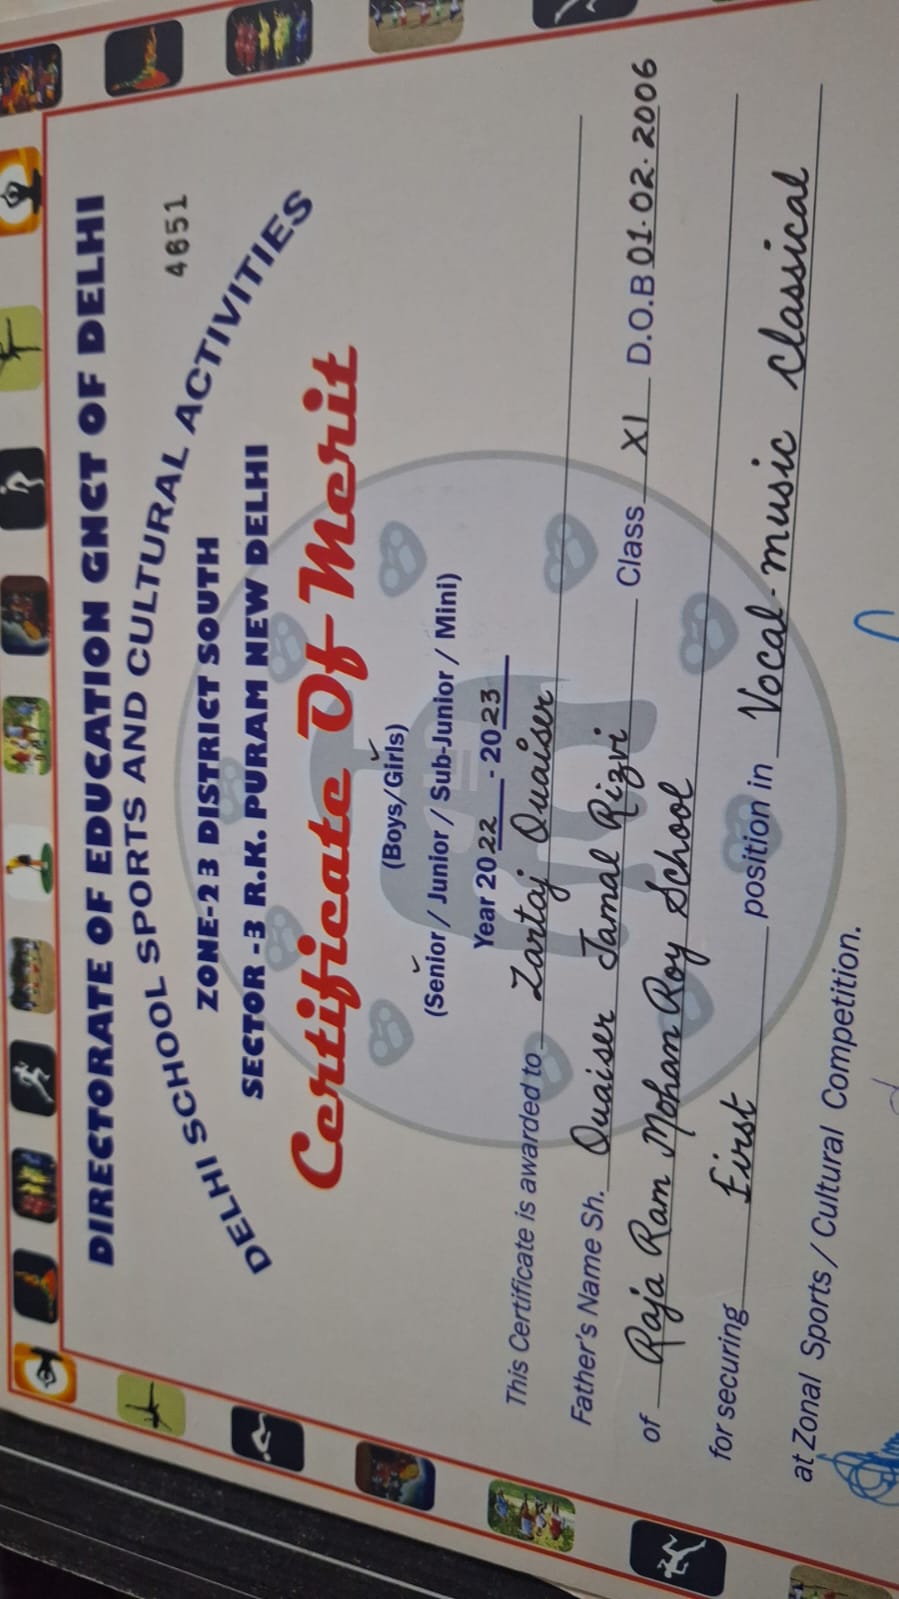 DIRECTORATE OF EDUCATION GNCT OF DELHI
4651
DELHI SCHOOL SPORTS AND CULTURAL ACTIVITIES
ZONE-23 DISTRICT SOUTH
SECTOR -3 R.K. PURAM NEW DELHI
Certificate Of Merit
(Boys/Girls)
(Senior / Junior / Sub-Junior / Mini)
Year 2022 - 2023
This Certificate is awarded to Zartaj Quaiser
Father's Name Sh. Quaiser Jamal Rizvi Class XI D.O.B 01.02.2006
of Raja Ram Mohan Roy School
for securing First position in Vocal-music classical
at Zonal Sports / Cultural Competition.